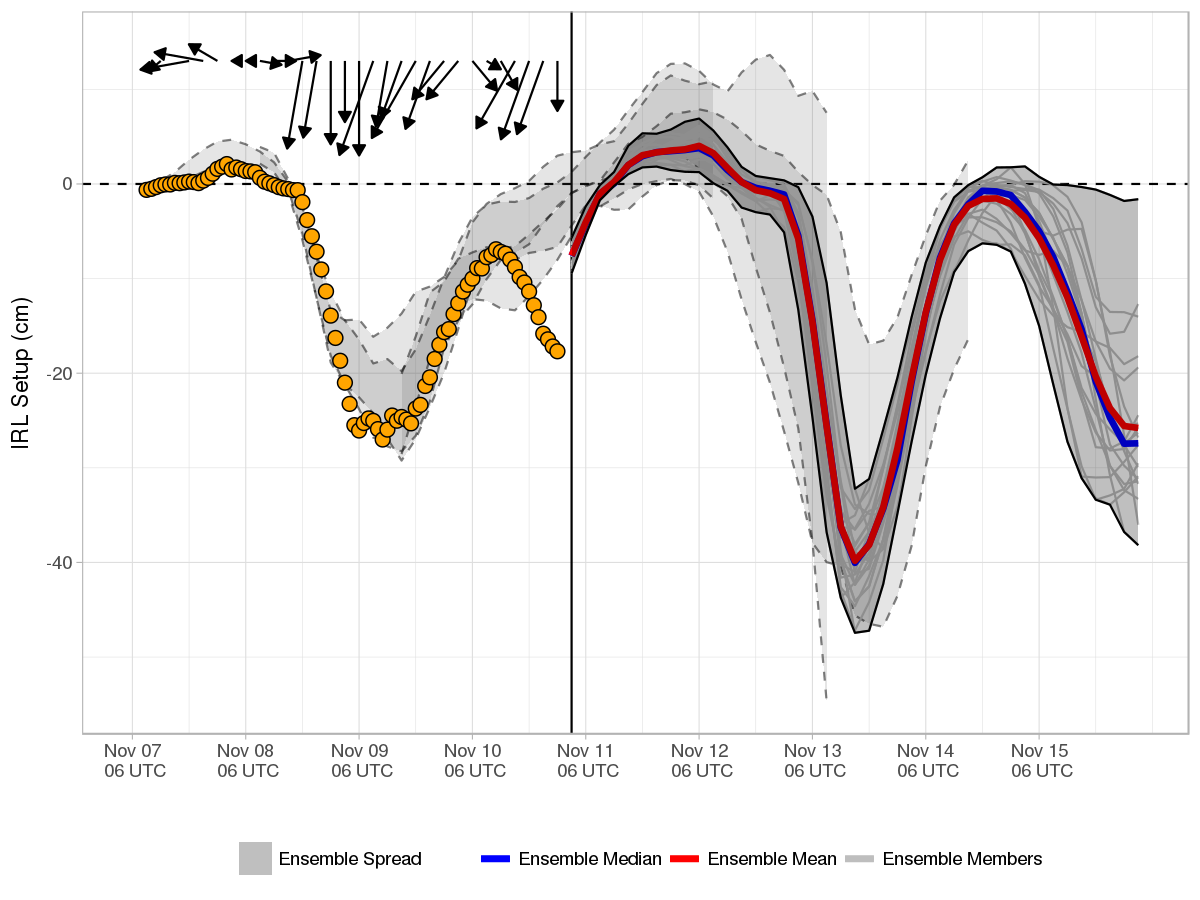 IRL Setup (cm)
0
-20
-40
Nov 07 Nov 08 Nov 09 Nov 10 Nov 11 Nov 12 Nov 13 Nov 14 Nov 15
06 UTC 06 UTC 06 UTC 06 UTC 06 UTC 06 UTC 06 UTC 06 UTC 06 UTC
Ensemble Spread Ensemble Median Ensemble Mean Ensemble Members